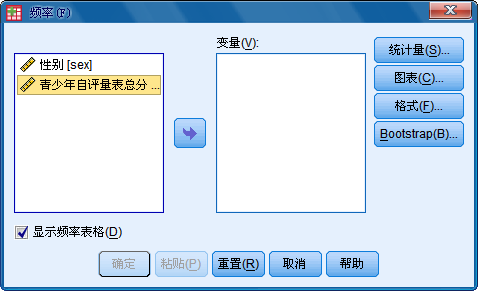 频率(F)
变量(V):
性别 [sex]
青少年自评量表总分 ...
统计量(S)...
图表(C)...
格式(F)...
Bootstrap(B)...
显示频率表格(D)
确定
粘贴(P)
重置(R)
取消
帮助